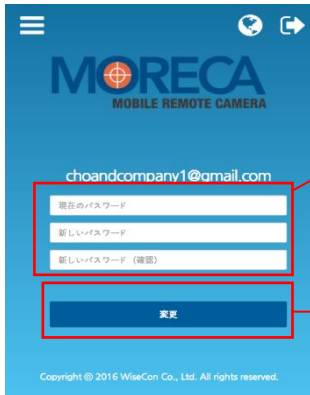 MORECA
MOBILE REMOTE CAMERA
choandcompany1@gmail.com
現在のパスワード
新しいパスワード
新しいパスワード（確認）
変更
Copyright © 2016 WiseCon Co., Ltd. All rights reserved.